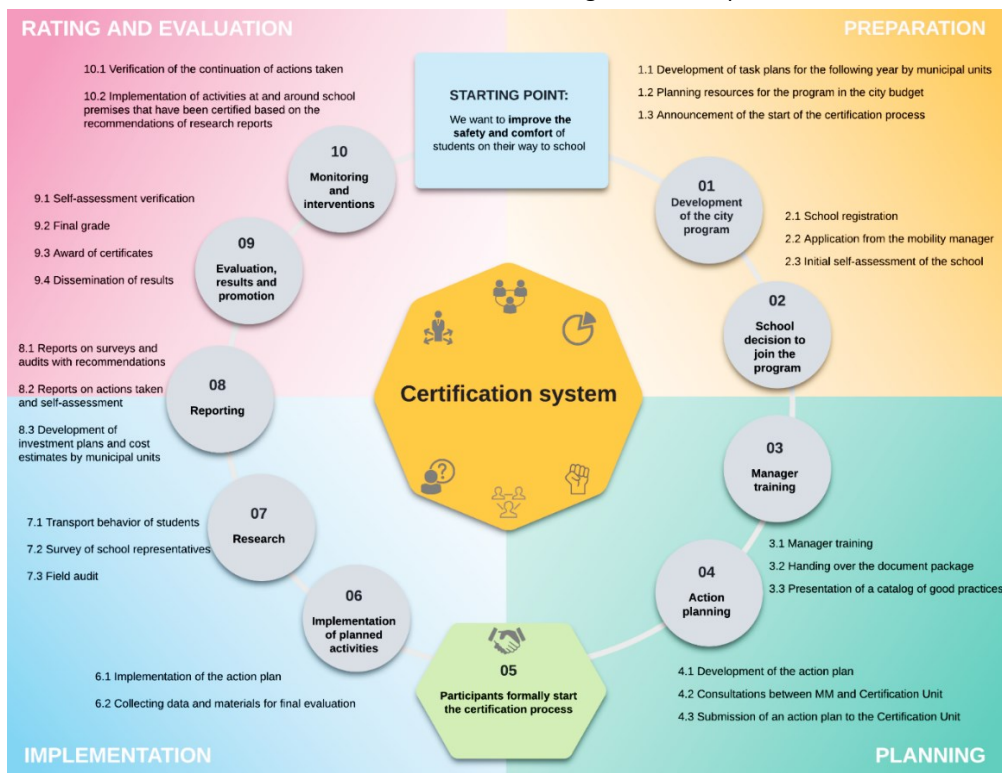 RATING AND EVALUATION
PREPARATION
10.1 Verification of the continuation of actions taken
10.2 Implementation of activities at and around school
premises that have been certified based on the
recommendations of research reports
STARTING POINT:
We want to improve the
safety and comfort of
students on their way to school
1.1 Development of task plans for the following year by municipal units
1.2 Planning resources for the program in the city budget
1.3 Announcement of the start of the certification process
10
Monitoring
and
interventions
01
Development
of the city
program
9.1 Self-assessment verification
9.2 Final grade
9.3 Award of certificates
9.4 Dissemination of results
09
Evaluation,
results and
promotion
2.1 School registration
2.2 Application from the mobility manager
2.3 Initial self-assessment of the school
02
School
decision to
join the
program
8.1 Reports on surveys and
audits with recommendations
8.2 Reports on actions taken
and self-assessment
8.3 Development of
investment plans and cost
estimates by municipal units
08
Reporting
Certification system
03
Manager
training
7.1 Transport behavior of students
7.2 Survey of school representatives
7.3 Field audit
07
Research
3.1 Manager training
3.2 Handing over the document package
3.3 Presentation of a catalog of good practices
04
Action
planning
06
Implementation
of planned
activities
6.1 Implementation of the action plan
6.2 Collecting data and materials for final evaluation
05
Participants formally start
the certification process
4.1 Development of the action plan
4.2 Consultations between MM and Certification Unit
4.3 Submission of an action plan to the Certification Unit
IMPLEMENTATION
PLANNING